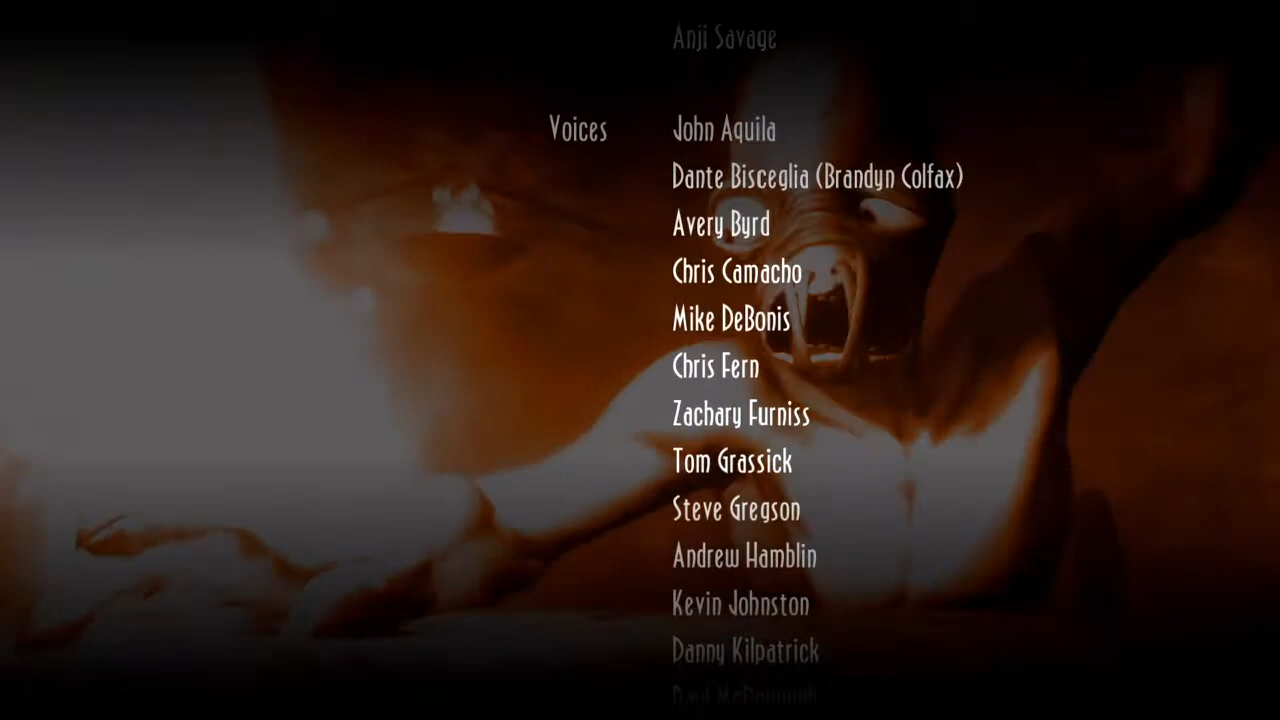 Anji Savage
Voices John Aquila
Dante Bisceglia (Brandyn Colfax)
Avery Byrd
Chris Camacho
Mike DeBonis
Chris Fern
Zachary Furniss
Tom Grassick
Steve Gregson
Andrew Hamblin
Kevin Johnston
Danny Kilpatrick